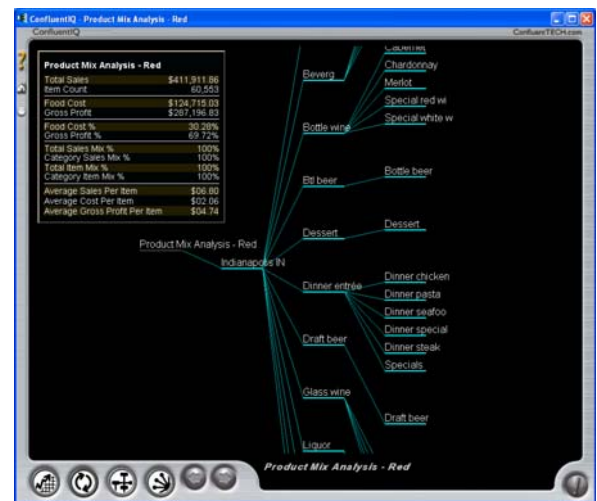 ConfluentIQ - Product Mix Analysis - Red
ConfluentIQ
ConfluentTECH.com
Product Mix Analysis - Red
Total Sales $411,911.86
Item Count 60,553
Food Cost $124,715.03
Gross Profit $287,196.83
Food Cost % 30.28%
Gross Profit % 69.72%
Total Sales Mix % 100%
Category Sales Mix % 100%
Total Item Mix % 100%
Category Item Mix % 100%
Average Sales Per Item $06.80
Average Cost Per Item $02.06
Average Gross Profit Per Item $04.74
Product Mix Analysis - Red
Indianapolis IN
Beverg
Bottle wine
Btl beer
Dessert
Dinner entrée
Draft beer
Glass wine
Liquor
Cabernet
Chardonnay
Merlot
Special red wi
Special white w
Bottle beer
Dessert
Dinner chicken
Dinner pasta
Dinner seafoo
Dinner special
Dinner steak
Specials
Draft beer
Product Mix Analysis - Red